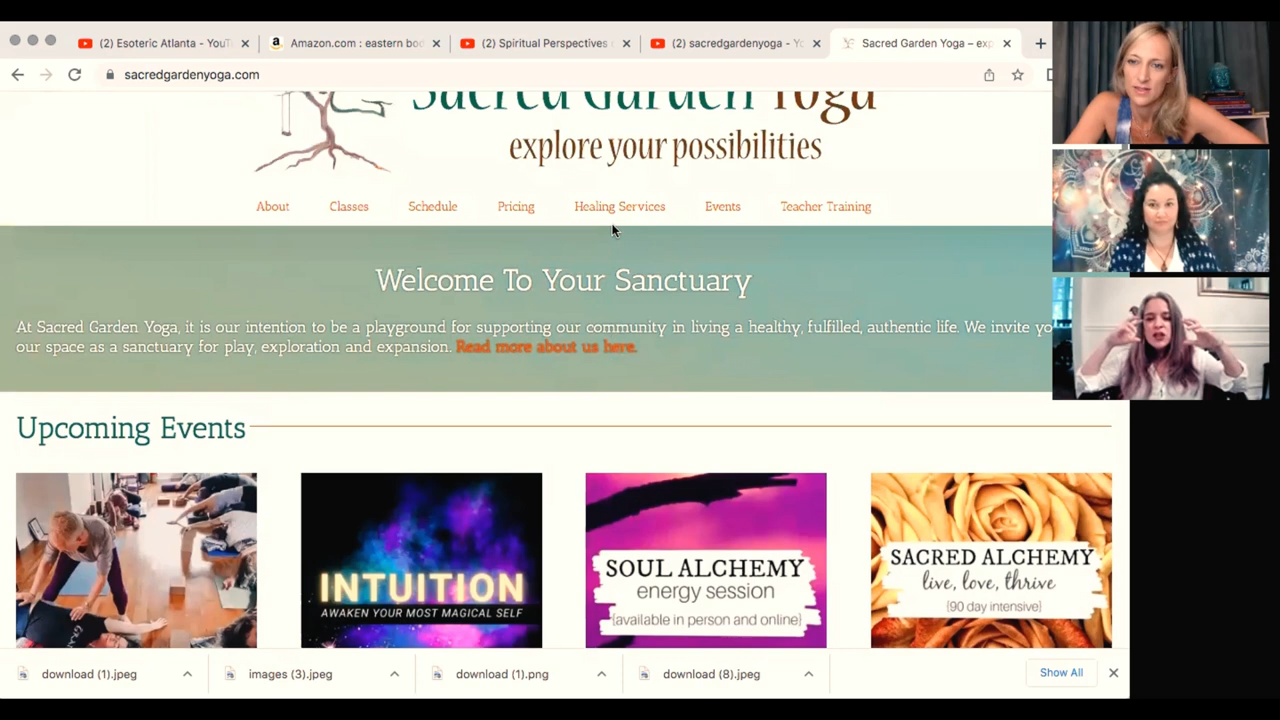 (2) Esoteric Atlanta - YouT
Amazon.com : eastern bod
(2) Spiritual Perspectives
(2) sacredgardenyoga - Yo
Sacred Garden Yoga – exp
sacredgardenyoga.com
Sacred Garden Yoga
explore your possibilities
About Classes Schedule Pricing Healing Services Events Teacher Training
Welcome To Your Sanctuary
At Sacred Garden Yoga, it is our intention to be a playground for supporting our community in living a healthy, fulfilled, authentic life. We invite yo
our space as a sanctuary for play, exploration and expansion. Read more about us here.
Upcoming Events
INTUITION
AWAKEN YOUR MOST MAGICAL SELF
SOUL ALCHEMY
energy session
{available in person and online}
SACRED ALCHEMY
live, love, thrive
{90 day intensive}
download (1).jpeg
images (3).jpeg
download (1).png
download (8).jpeg
Show All